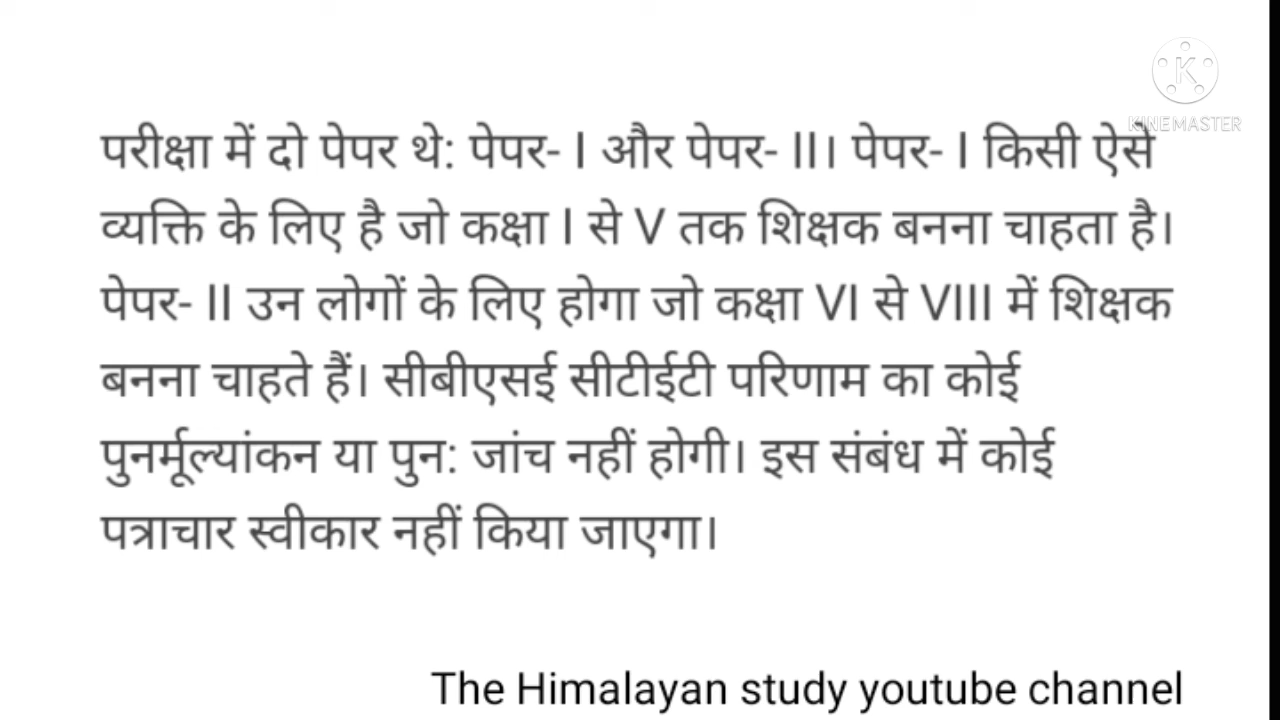 KINEMASTER
परीक्षा में दो पेपर थे: पेपर- I और पेपर- II। पेपर- I किसी ऐसे
व्यक्ति के लिए है जो कक्षा I से V तक शिक्षक बनना चाहता है।
पेपर- II उन लोगों के लिए होगा जो कक्षा VI से VIII में शिक्षक
बनना चाहते हैं। सीबीएसई सीटीईटी परिणाम का कोई
पुनर्मूल्यांकन या पुन: जांच नहीं होगी। इस संबंध में कोई
पत्राचार स्वीकार नहीं किया जाएगा।
The Himalayan study youtube channel